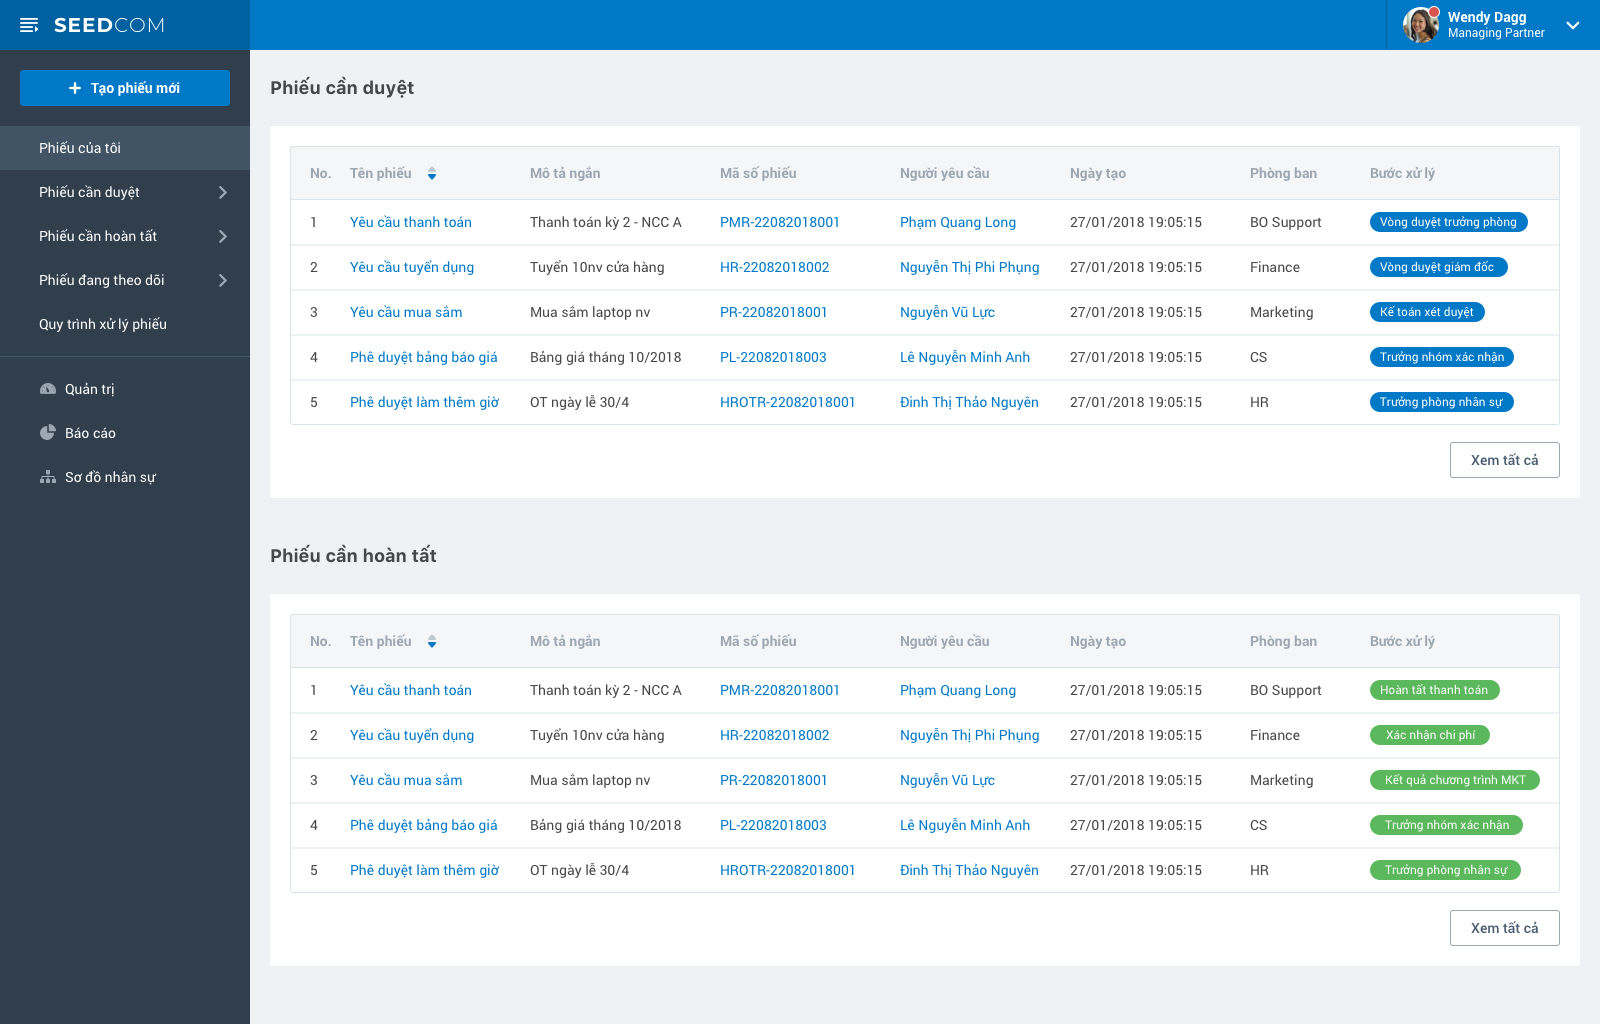 SEEDCOM
Wendy Dagg
Managing Partner
Tạo phiếu mới
Phiếu của tôi
Phiếu cần duyệt
Phiếu cần hoàn tất
Phiếu đang theo dõi
Quy trình xử lý phiếu
Quản trị
Báo cáo
Sơ đồ nhân sự
Phiếu cần duyệt
No. Tên phiếu Mô tả ngắn Mã số phiếu Người yêu cầu Ngày tạo Phòng ban Bước xử lý
1 Yêu cầu thanh toán Thanh toán kỳ 2 - NCC A PMR-22082018001 Phạm Quang Long 27/01/2018 19:05:15 BO Support Vòng duyệt trưởng phòng
2 Yêu cầu tuyển dụng Tuyển 10nv cửa hàng HR-22082018002 Nguyễn Thị Phi Phụng 27/01/2018 19:05:15 Finance Vòng duyệt giám đốc
3 Yêu cầu mua sắm Mua sắm laptop nv PR-22082018001 Nguyễn Vũ Lực 27/01/2018 19:05:15 Marketing Kế toán xét duyệt
4 Phê duyệt bảng báo giá Bảng giá tháng 10/2018 PL-22082018003 Lê Nguyễn Minh Anh 27/01/2018 19:05:15 CS Trưởng nhóm xác nhận
5 Phê duyệt làm thêm giờ OT ngày lễ 30/4 HROTR-22082018001 Đinh Thị Thảo Nguyên 27/01/2018 19:05:15 HR Trưởng phòng nhân sự
Xem tất cả
Phiếu cần hoàn tất
No. Tên phiếu Mô tả ngắn Mã số phiếu Người yêu cầu Ngày tạo Phòng ban Bước xử lý
1 Yêu cầu thanh toán Thanh toán kỳ 2 - NCC A PMR-22082018001 Phạm Quang Long 27/01/2018 19:05:15 BO Support Hoàn tất thanh toán
2 Yêu cầu tuyển dụng Tuyển 10nv cửa hàng HR-22082018002 Nguyễn Thị Phi Phụng 27/01/2018 19:05:15 Finance Xác nhận chi phí
3 Yêu cầu mua sắm Mua sắm laptop nv PR-22082018001 Nguyễn Vũ Lực 27/01/2018 19:05:15 Marketing Kết quả chương trình MKT
4 Phê duyệt bảng báo giá Bảng giá tháng 10/2018 PL-22082018003 Lê Nguyễn Minh Anh 27/01/2018 19:05:15 CS Trưởng nhóm xác nhận
5 Phê duyệt làm thêm giờ OT ngày lễ 30/4 HROTR-22082018001 Đinh Thị Thảo Nguyên 27/01/2018 19:05:15 HR Trưởng phòng nhân sự
Xem tất cả